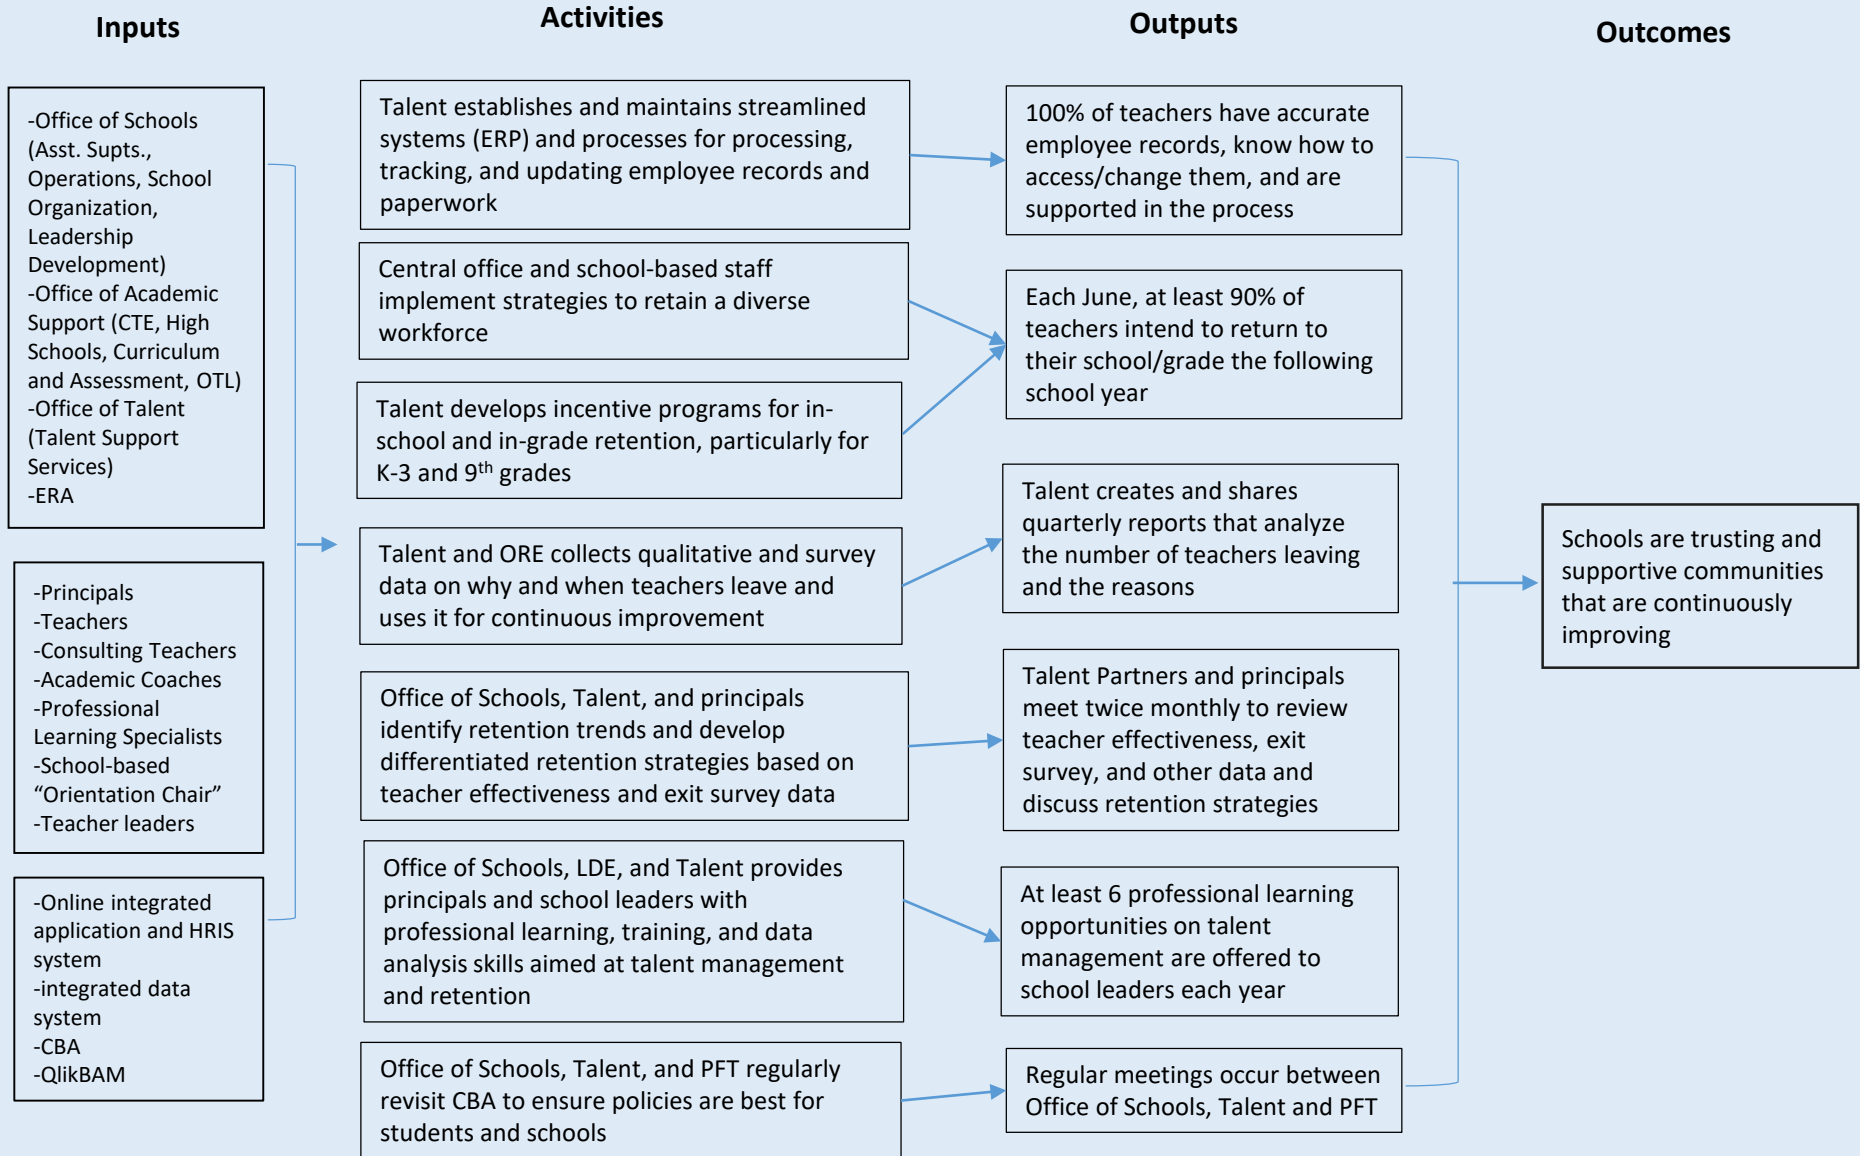 Inputs
Activities
Outputs
Outcomes
-Office of Schools
(Asst. Supts.,
Operations, School
Organization,
Leadership
Development)
-Office of Academic
Support (CTE, High
Schools, Curriculum
and Assessment, OTL)
-Office of Talent
(Talent Support
Services)
-ERA
-Principals
-Teachers
-Consulting Teachers
-Academic Coaches
-Professional
Learning Specialists
-School-based
“Orientation Chair”
-Teacher leaders
-Online integrated
application and HRIS
system
-integrated data
system
-CBA
-QlikBAM
Talent establishes and maintains streamlined
systems (ERP) and processes for processing,
tracking, and updating employee records and
paperwork
Central office and school-based staff
implement strategies to retain a diverse
workforce
Talent develops incentive programs for in-
school and in-grade retention, particularly for
K-3 and 9th grades
Talent and ORE collects qualitative and survey
data on why and when teachers leave and
uses it for continuous improvement
Office of Schools, Talent, and principals
identify retention trends and develop
differentiated retention strategies based on
teacher effectiveness and exit survey data
Office of Schools, LDE, and Talent provides
principals and school leaders with
professional learning, training, and data
analysis skills aimed at talent management
and retention
Office of Schools, Talent, and PFT regularly
revisit CBA to ensure policies are best for
students and schools
100% of teachers have accurate
employee records, know how to
access/change them, and are
supported in the process
Each June, at least 90% of
teachers intend to return to
their school/grade the following
school year
Talent creates and shares
quarterly reports that analyze
the number of teachers leaving
and the reasons
Talent Partners and principals
meet twice monthly to review
teacher effectiveness, exit
survey, and other data and
discuss retention strategies
At least 6 professional learning
opportunities on talent
management are offered to
school leaders each year
Regular meetings occur between
Office of Schools, Talent and PFT
Schools are trusting and
supportive communities
that are continuously
improving